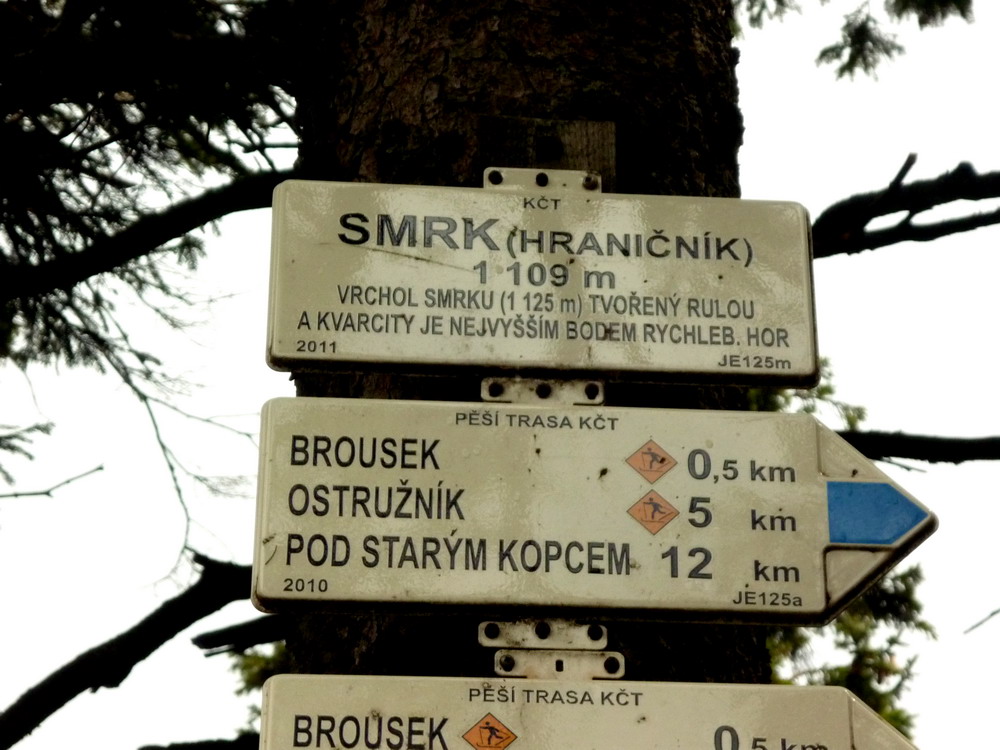 KČT
SMRK (HRANIČNÍK)
1 109 m
VRCHOL SMRKU (1 125 m) TVOŘENÝ RULOU
A KVARCITY JE NEJVYŠŠÍM BODEM RYCHLEB. HOR
2011 JE125m
PĚŠÍ TRASA KČT
BROUSEK 0,5 km
OSTRUŽNÍK 5 km
POD STARÝM KOPCEM 12 km
2010 JE125a
PĚŠÍ TRASA KČT
BROUSEK 0,5 km